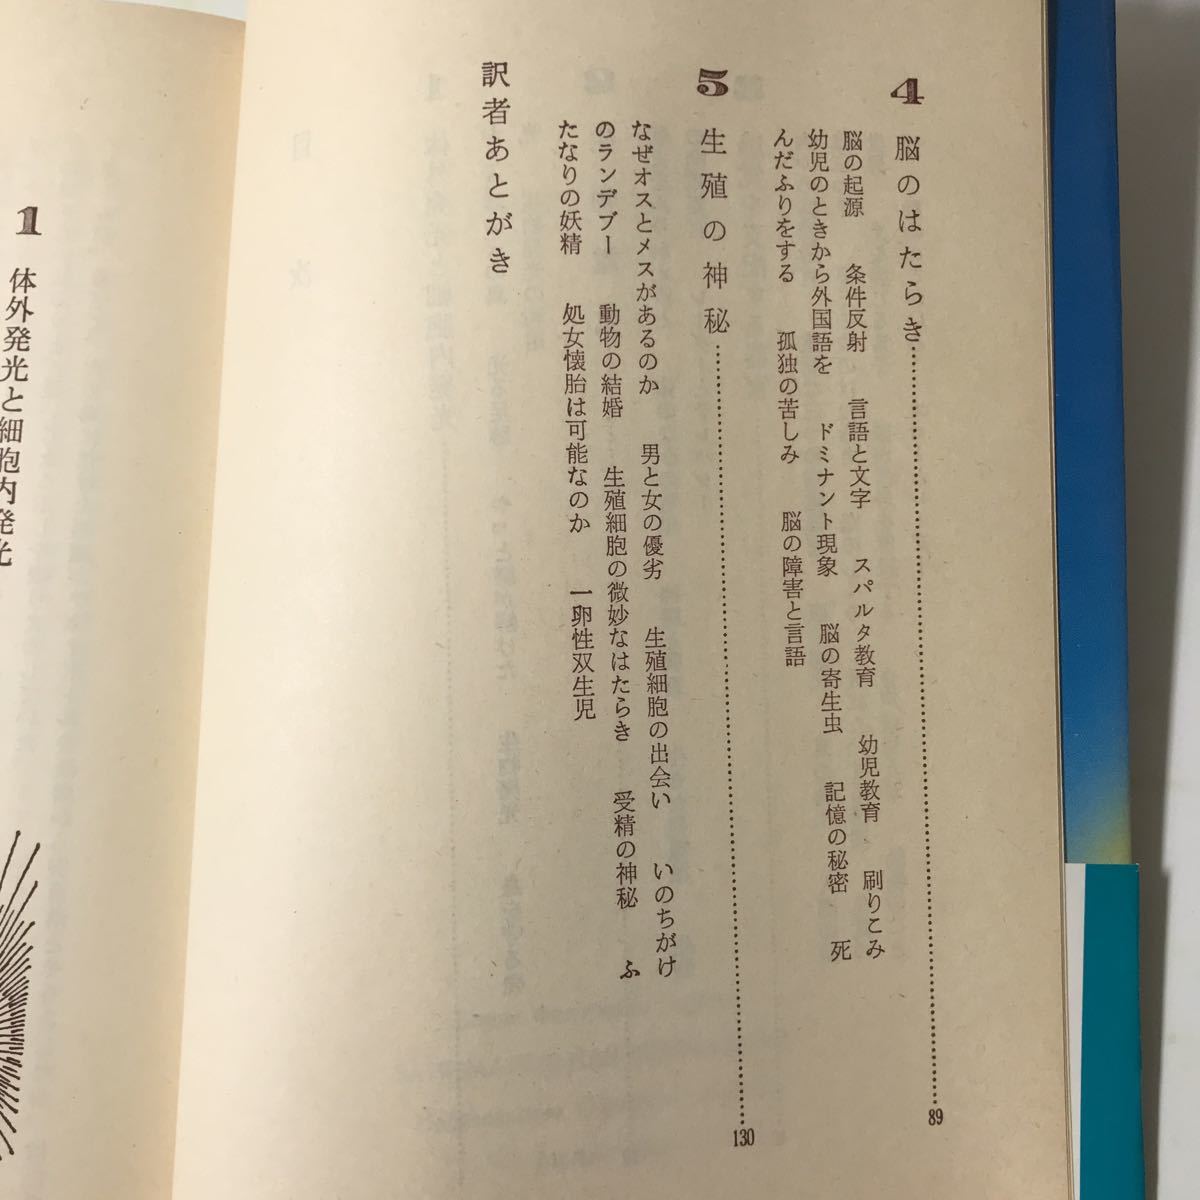 4 脳のはたらき……………89
脳の起源 条件反射 言語と文字 スパルタ教育 幼児教育 刷りこみ
幼児のときから外国語を ドミナント現象 脳の寄生虫 記憶の秘密 死
んだふりをする 孤独の苦しみ 脳の障害と言語
5 生殖の神秘……………130
なぜオスとメスがあるのか 男と女の優劣 生殖細胞の出会い いのちがけ
のランデブー 動物の結婚 生殖細胞の微妙なはたらき 受精の神秘 ふ
たなりの妖精 処女懐胎は可能なのか 一卵性双生児
訳者あとがき
1 体外発光と細胞内発光